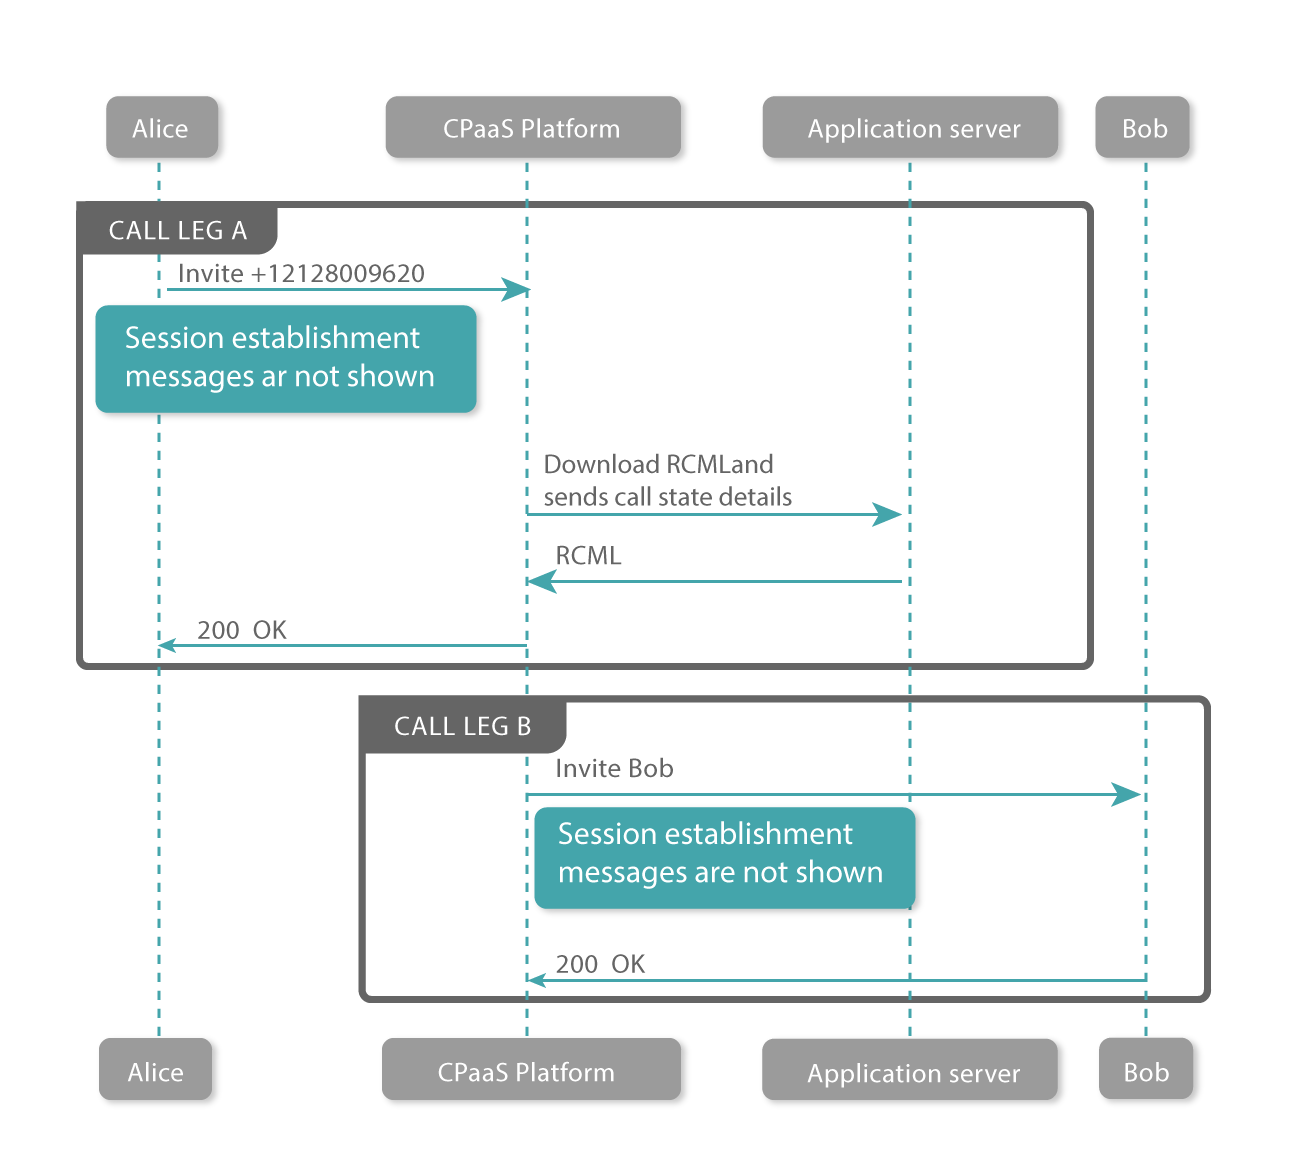 Alice
CPaaS Platform
Application server
Bob
CALL LEG A
Invite +12128009620
Session establishment
messages ar not shown
Download RCMLand
sends call state details
RCML
200 OK
CALL LEG B
Invite Bob
Session establishment
messages are not shown
200 OK
Alice
CPaaS Platform
Application server
Bob